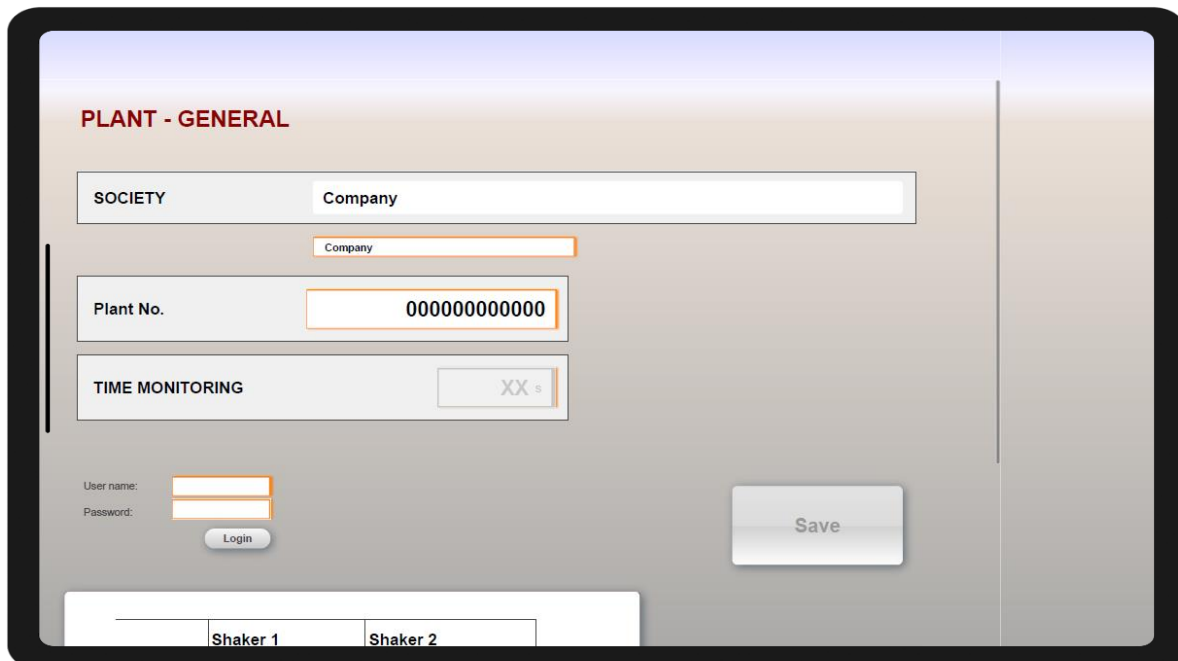 PLANT - GENERAL
SOCIETY Company
Company
Plant No. 000000000000
TIME MONITORING XX s
User name:
Password:
Login
Save
Shaker 1 Shaker 2